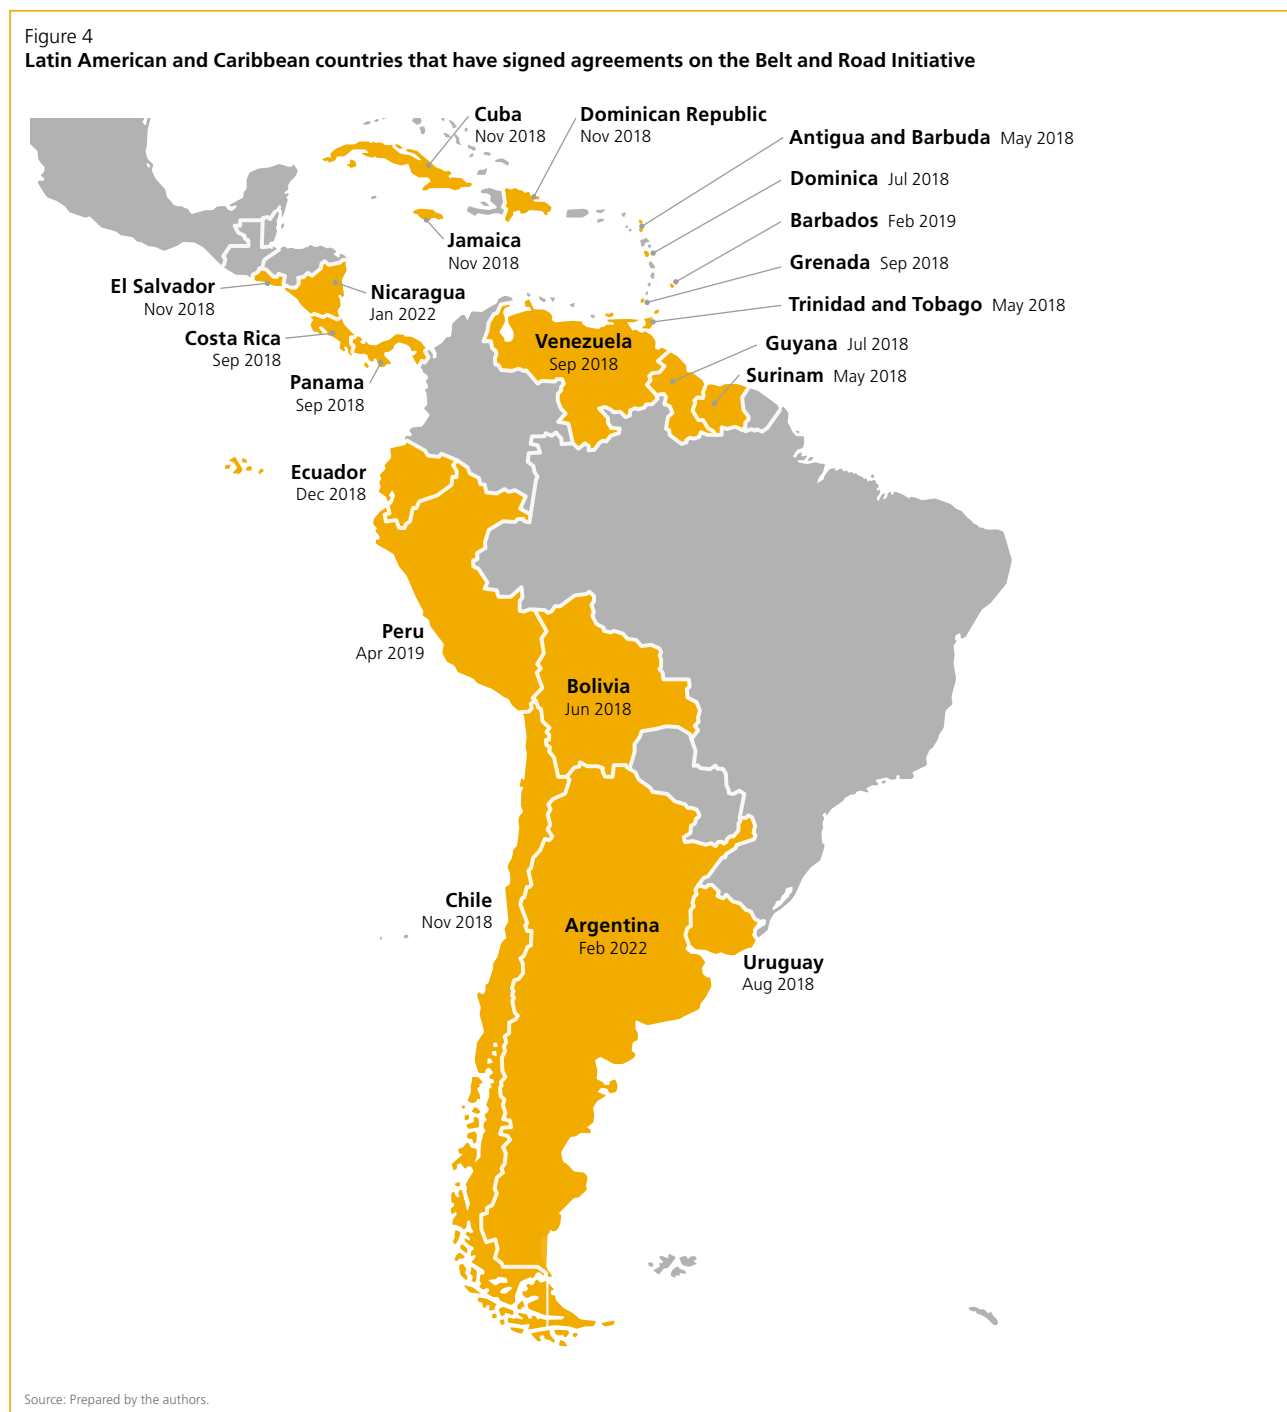 Figure 4
Latin American and Caribbean countries that have signed agreements on the Belt and Road Initiative
Cuba
Nov 2018
Dominican Republic
Nov 2018
Antigua and Barbuda May 2018
Dominica Jul 2018
Barbados Feb 2019
Jamaica
Nov 2018
Grenada Sep 2018
El Salvador
Nov 2018
Nicaragua
Jan 2022
Trinidad and Tobago May 2018
Costa Rica
Sep 2018
Venezuela
Sep 2018
Guyana Jul 2018
Panama
Sep 2018
Surinam May 2018
Ecuador
Dec 2018
Peru
Apr 2019
Bolivia
Jun 2018
Chile
Nov 2018
Argentina
Feb 2022
Uruguay
Aug 2018
Source: Prepared by the authors.